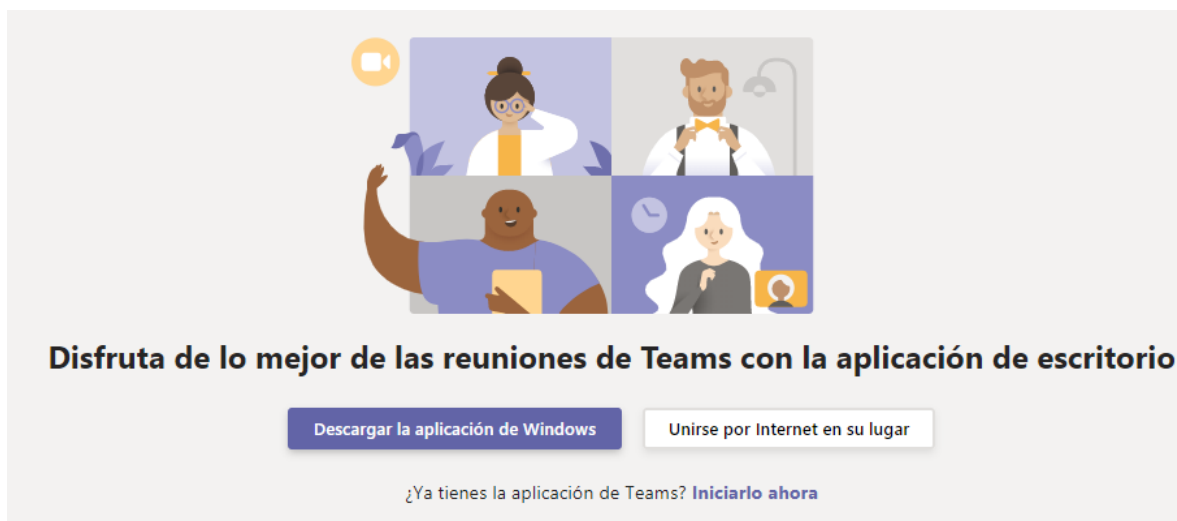 Disfruta de lo mejor de las reuniones de Teams con la aplicación de escritorio
Descargar la aplicación de Windows
Unirse por Internet en su lugar
¿Ya tienes la aplicación de Teams? Iniciarlo ahora